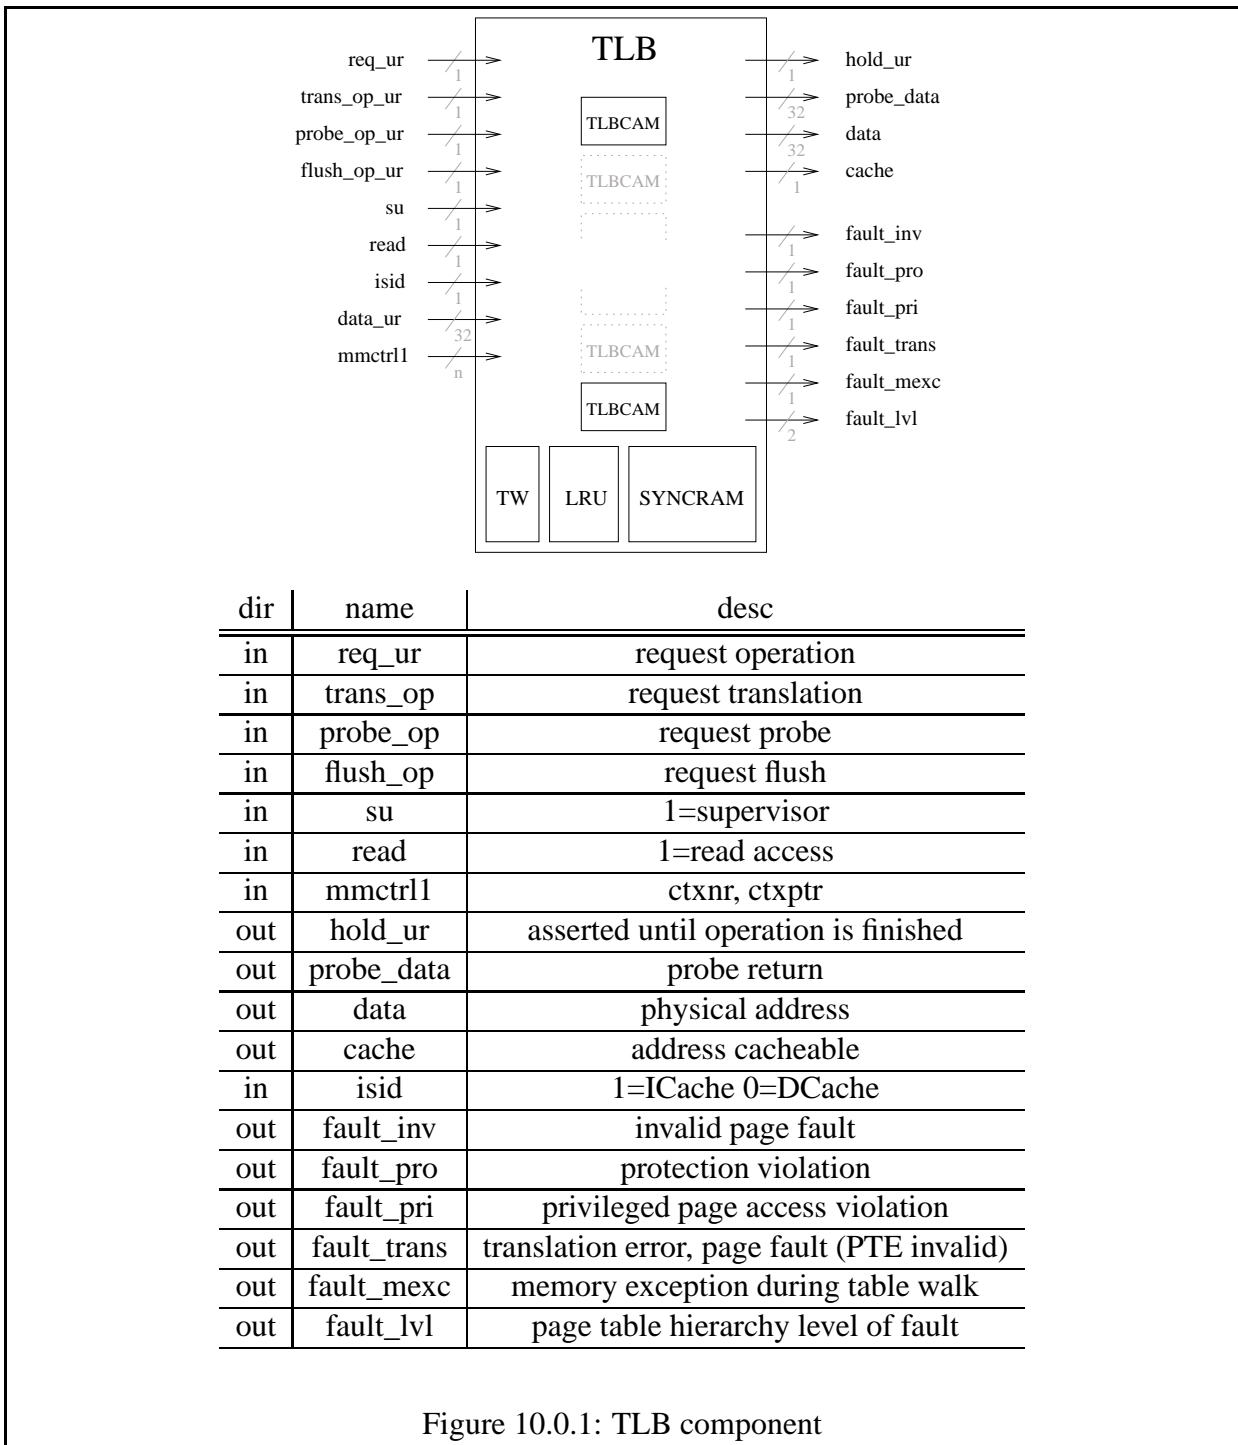 TLB
req_ur
1
trans_op_ur
1
probe_op_ur
1
flush_op_ur
1
su
1
read
1
isid
1
data_ur
32
mmctrl1
n
TLBCAM
TLBCAM
TLBCAM
TLBCAM
TW
LRU
SYNCRAM
hold_ur
1
probe_data
32
data
32
cache
1
fault_inv
1
fault_pro
1
fault_pri
1
fault_trans
1
fault_mexc
1
fault_lvl
2
dir name desc
in req_ur request operation
in trans_op request translation
in probe_op request probe
in flush_op request flush
in su 1=supervisor
in read 1=read access
in mmctrl1 ctxnr, ctxptr
out hold_ur asserted until operation is finished
out probe_data probe return
out data physical address
out cache address cacheable
in isid 1=ICache 0=DCache
out fault_inv invalid page fault
out fault_pro protection violation
out fault_pri privileged page access violation
out fault_trans translation error, page fault (PTE invalid)
out fault_mexc memory exception during table walk
out fault_lvl page table hierarchy level of fault
Figure 10.0.1: TLB component